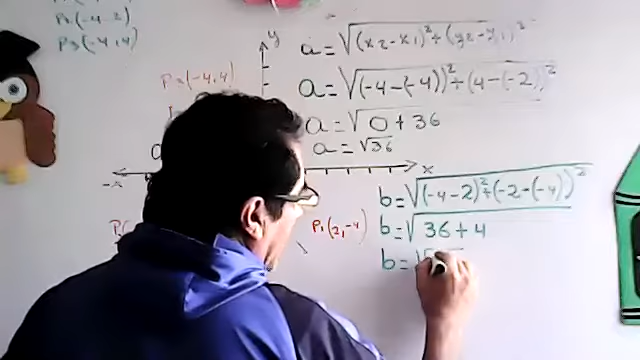 P2(-4-2)
P3(-4,4)
y
a=√(x2-x1)²+(y2-y1)²
P3(-4,4)
a=√(-4-(-4))²+(4-(-2))²
a=√0+36
a=√36
-x
x
b=√(-4-2)²+(-2-(-4))²
P1(2,-4)
b=√36+4
b=√